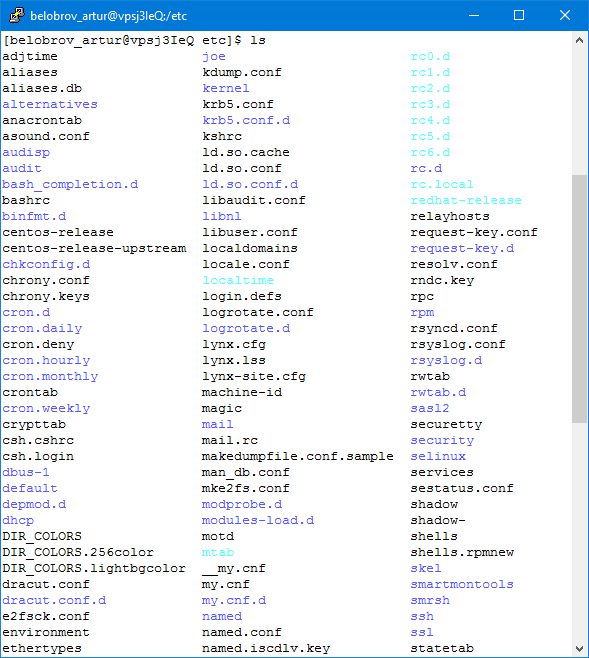 belobrov_artur@vpsj3IeQ:/etc
[belobrov_artur@vpsj3IeQ etc]$ ls
adjtime joe rc0.d
aliases kdump.conf rc1.d
aliases.db kernel rc2.d
alternatives krb5.conf rc3.d
anacrontab krb5.conf.d rc4.d
asound.conf kshrc rc5.d
audisp ld.so.cache rc6.d
audit ld.so.conf rc.d
bash_completion.d ld.so.conf.d rc.local
bashrc libaudit.conf redhat-release
binfmt.d libnl relayhosts
centos-release libuser.conf request-key.conf
centos-release-upstream localdomains request-key.d
chkconfig.d locale.conf resolv.conf
chrony.conf localtime rndc.key
chrony.keys login.defs rpc
cron.d logrotate.conf rpm
cron.daily logrotate.d rsyncd.conf
cron.deny lynx.cfg rsyslog.conf
cron.hourly lynx.lss rsyslog.d
cron.monthly lynx-site.cfg rwtab
crontab machine-id rwtab.d
cron.weekly magic sasl2
crypttab mail securetty
csh.cshrc mail.rc security
csh.login makedumpfile.conf.sample selinux
dbus-1 man_db.conf services
default mke2fs.conf sestatus.conf
depmod.d modprobe.d shadow
dhcp modules-load.d shadow-
DIR_COLORS motd shells
DIR_COLORS.256color mtab shells.rpmnew
DIR_COLORS.lightbgcolor __my.cnf skel
dracut.conf my.cnf smartmontools
dracut.conf.d my.cnf.d smrsh
e2fsck.conf named ssh
environment named.conf ssl
ethertypes named.iscdlv.key statetab